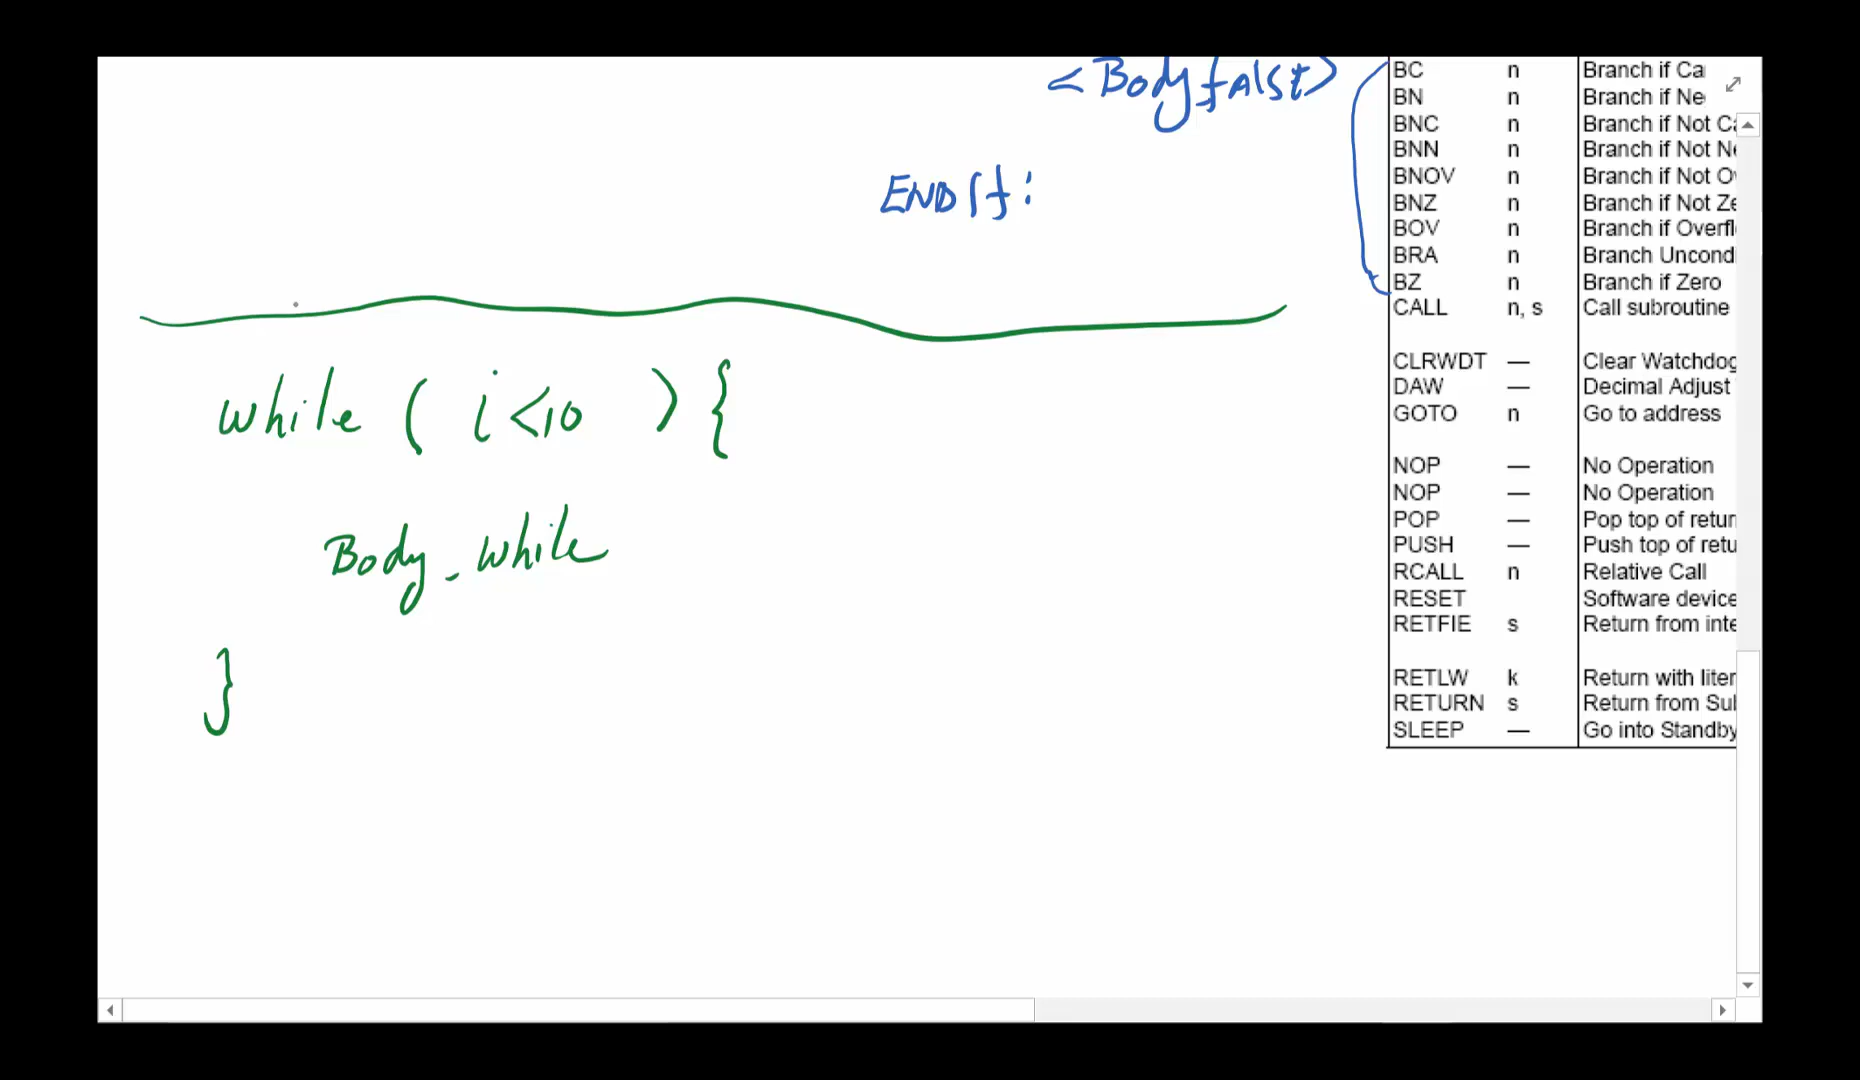 <Bodyfalse>
ENDIf:
while ( i<10 ) {
Body_while
}
BC n Branch if Ca
BN n Branch if Ne
BNC n Branch if Not Ca
BNN n Branch if Not Ne
BNOV n Branch if Not O
BNZ n Branch if Not Ze
BOV n Branch if Overfl
BRA n Branch Uncond
BZ n Branch if Zero
CALL n, s Call subroutine
CLRWDT — Clear Watchdog
DAW — Decimal Adjust
GOTO n Go to address
NOP — No Operation
NOP — No Operation
POP — Pop top of retur
PUSH — Push top of retu
RCALL n Relative Call
RESET Software device
RETFIE s Return from inte
RETLW k Return with liter
RETURN s Return from Sul
SLEEP — Go into Standby